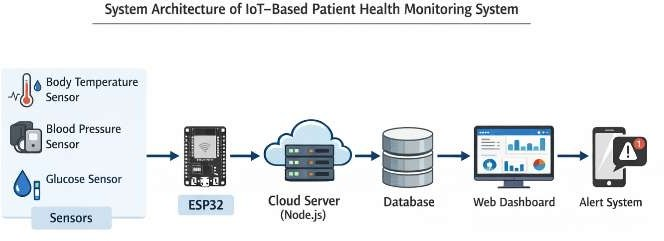 System Architecture of IoT–Based Patient Health Monitoring System
Body Temperature
Sensor
Blood Pressure
Sensor
Glucose Sensor
Sensors
ESP32
Cloud Server
(Node.js)
Database
Web Dashboard
1
Alert System